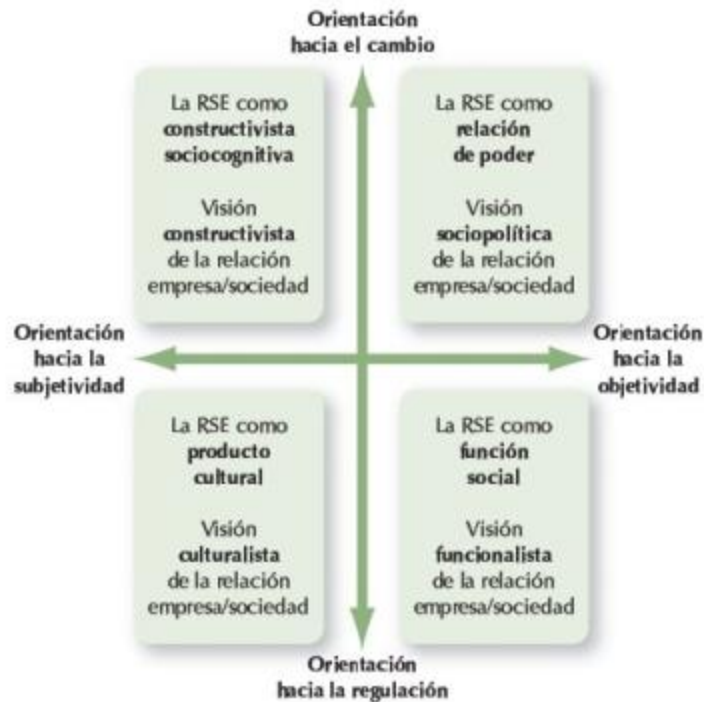 Orientación
hacia el cambio
La RSE como
constructivista
sociocognitiva
Visión
constructivista
de la relación
empresa/sociedad
La RSE como
relación
de poder
Visión
sociopolítica
de la relación
empresa/sociedad
Orientación
hacia la
subjetividad
Orientación
hacia la
objetividad
La RSE como
producto
cultural
Visión
culturalista
de la relación
empresa/sociedad
La RSE como
función
social
Visión
funcionalista
de la relación
empresa/sociedad
Orientación
hacia la regulación